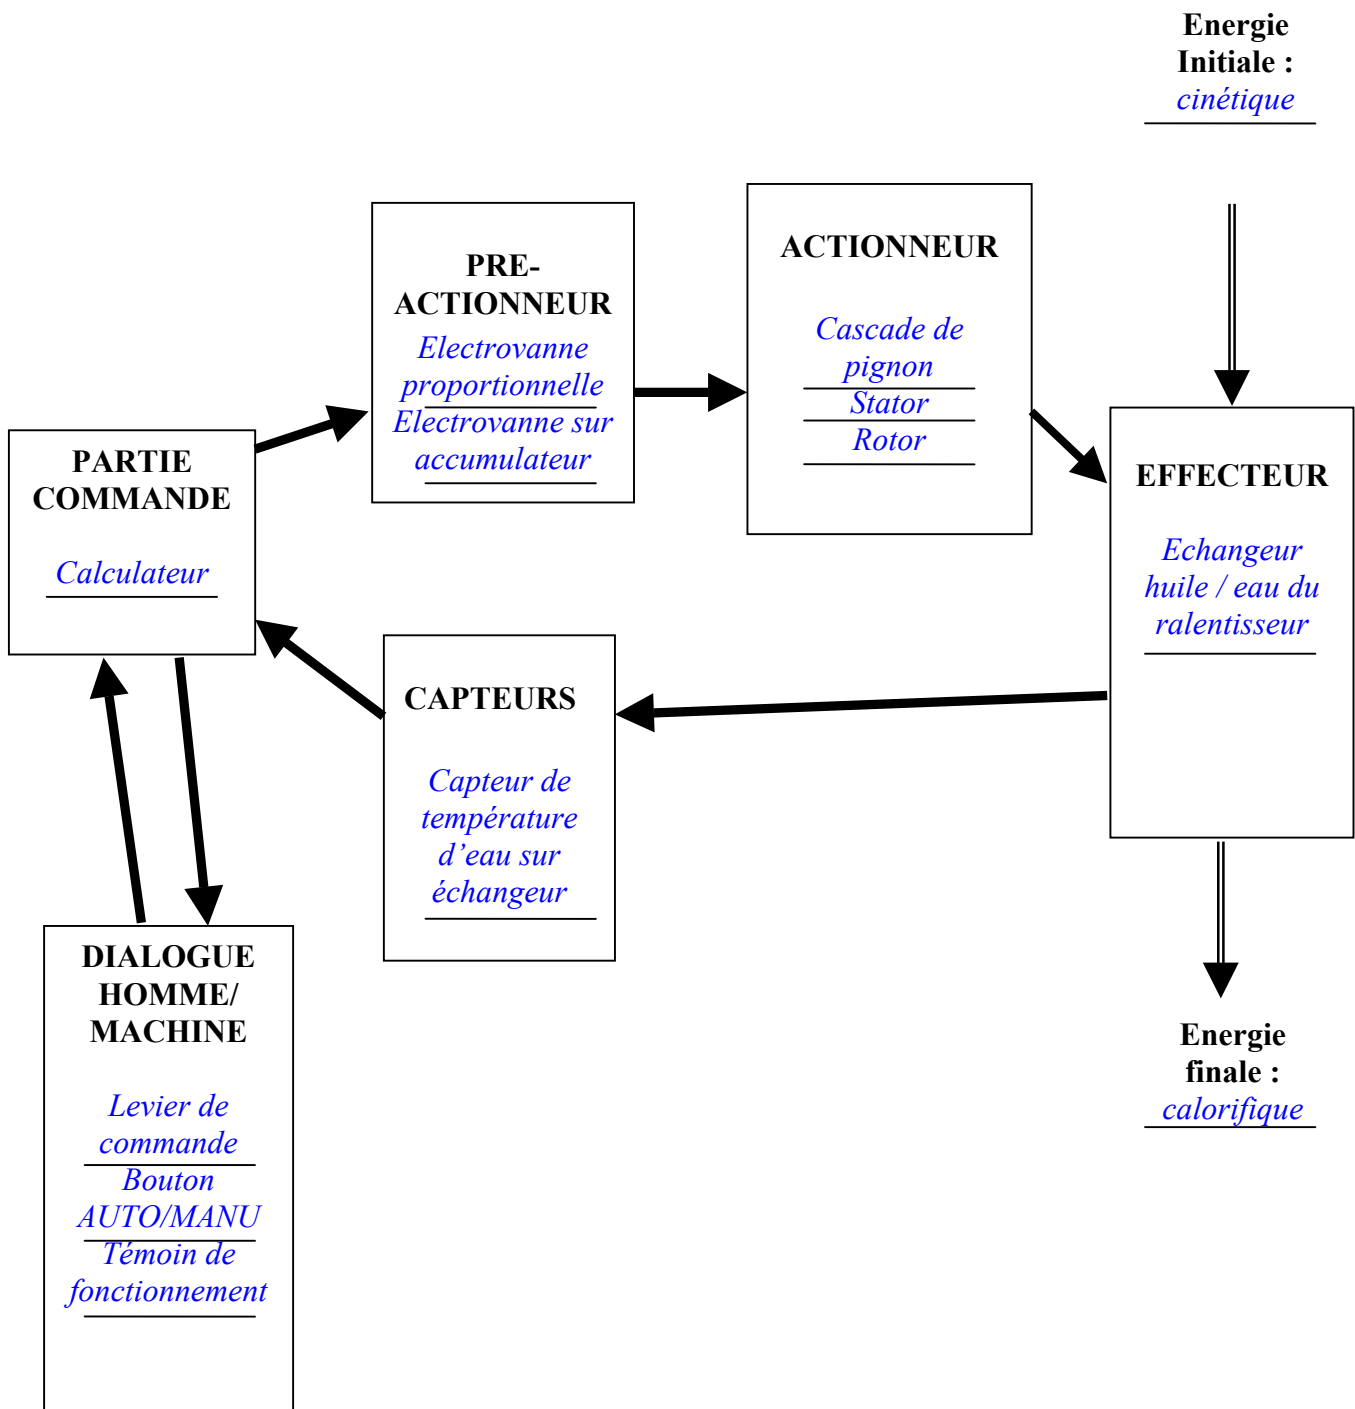 Energie
Initiale :
cinétique
PRE-
ACTIONNEUR
Electrovanne
proportionnelle
Electrovanne sur
accumulateur
ACTIONNEUR
Cascade de
pignon
Stator
Rotor
PARTIE
COMMANDE
Calculateur
EFFECTEUR
Echangeur
huile / eau du
ralentisseur
CAPTEURS
Capteur de
température
d’eau sur
échangeur
DIALOGUE
HOMME/
MACHINE
Levier de
commande
Bouton
AUTO/MANU
Témoin de
fonctionnement
Energie
finale :
calorifique